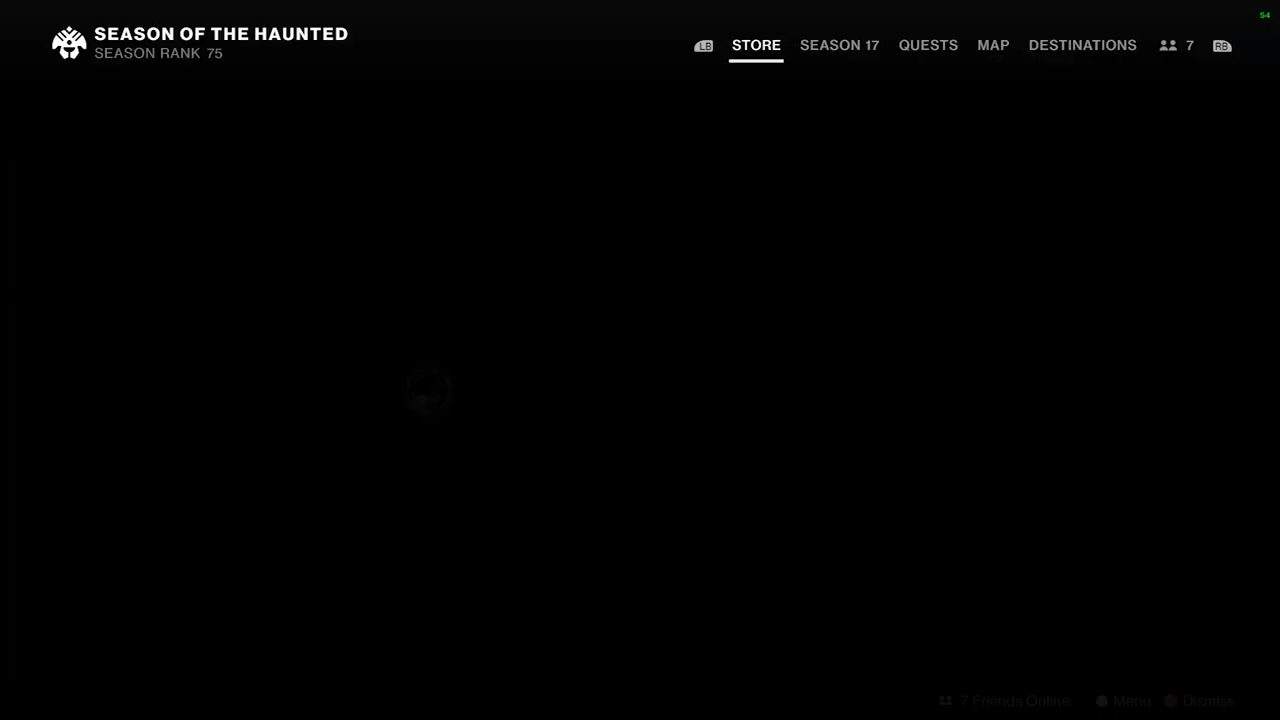 54
SEASON OF THE HAUNTED
SEASON RANK 75
LB STORE SEASON 17 QUESTS MAP DESTINATIONS 7 RB
7 Friends Online Menu Dismiss